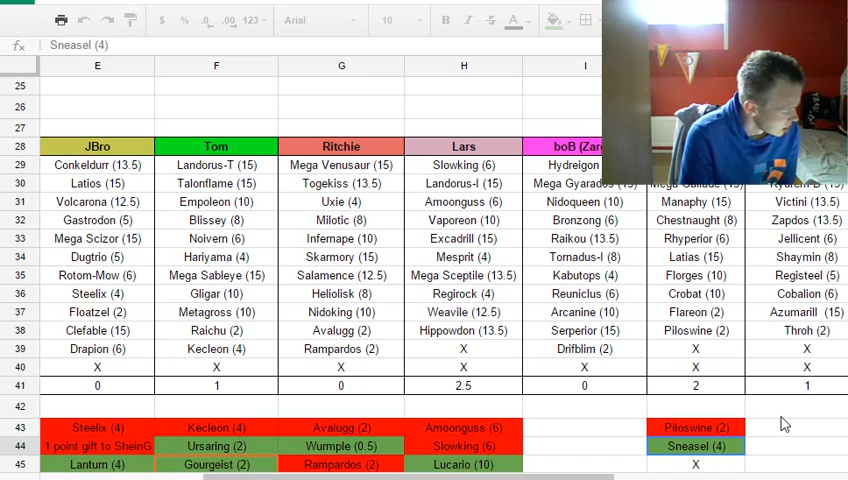 $ % .0 .00 123 Arial
fx Sneasel (4)
E F G H I
25
26
27
28 JBro Tom Ritchie Lars boB
29 Conkeldurr (13.5) Landorus-T (15) Mega Venusaur (15) Slowking (6) Hydreigon
30 Latios (15) Talonflame (15) Togekiss (13.5) Landorus-I (15) Mega Gyarados
31 Volcarona (12.5) Empoleon (10) Uxie (4) Amoonguss (6) Nidoqueen (10) Manaphy (15) Victini (13.5)
32 Gastrodon (5) Blissey (8) Milotic (8) Vaporeon (10) Bronzong (6) Chestnaught (8) Zapdos (13.5)
33 Mega Scizor (15) Noivern (6) Infernape (10) Excadrill (15) Raikou (13.5) Rhyperior (6) Jellicent (6)
34 Dugtrio (5) Hariyama (4) Skarmory (15) Mesprit (4) Tornadus-I (8) Latias (15) Shaymin (8)
35 Rotom-Mow (6) Mega Sableye (15) Salamence (12.5) Mega Sceptile (13.5) Kabutops (4) Florges (10) Registeel (5)
36 Steelix (4) Gligar (10) Heliolisk (8) Regirock (4) Reuniclus (6) Crobat (10) Cobalion (6)
37 Floatzel (2) Metagross (10) Nidoking (10) Weavile (12.5) Arcanine (10) Flareon (2) Azumarill (15)
38 Clefable (15) Raichu (2) Avalugg (2) Hippowdon (13.5) Serperior (15) Piloswine (2) Throh (2)
39 Drapion (6) Kecleon (4) Rampardos (2) X Drifblim (2) X X
40 X X X X X X X
41 0 1 0 2.5 0 2 1
42
43 Steelix (4) Kecleon (4) Avalugg (2) Amoonguss (6) Piloswine (2)
44 1 point gift to SheinG Ursaring (2) Wurmple (0.5) Slowking (6) Sneasel (4)
45 Lanturn (4) Gourgeist (2) Rampardos (2) Lucario (10) X